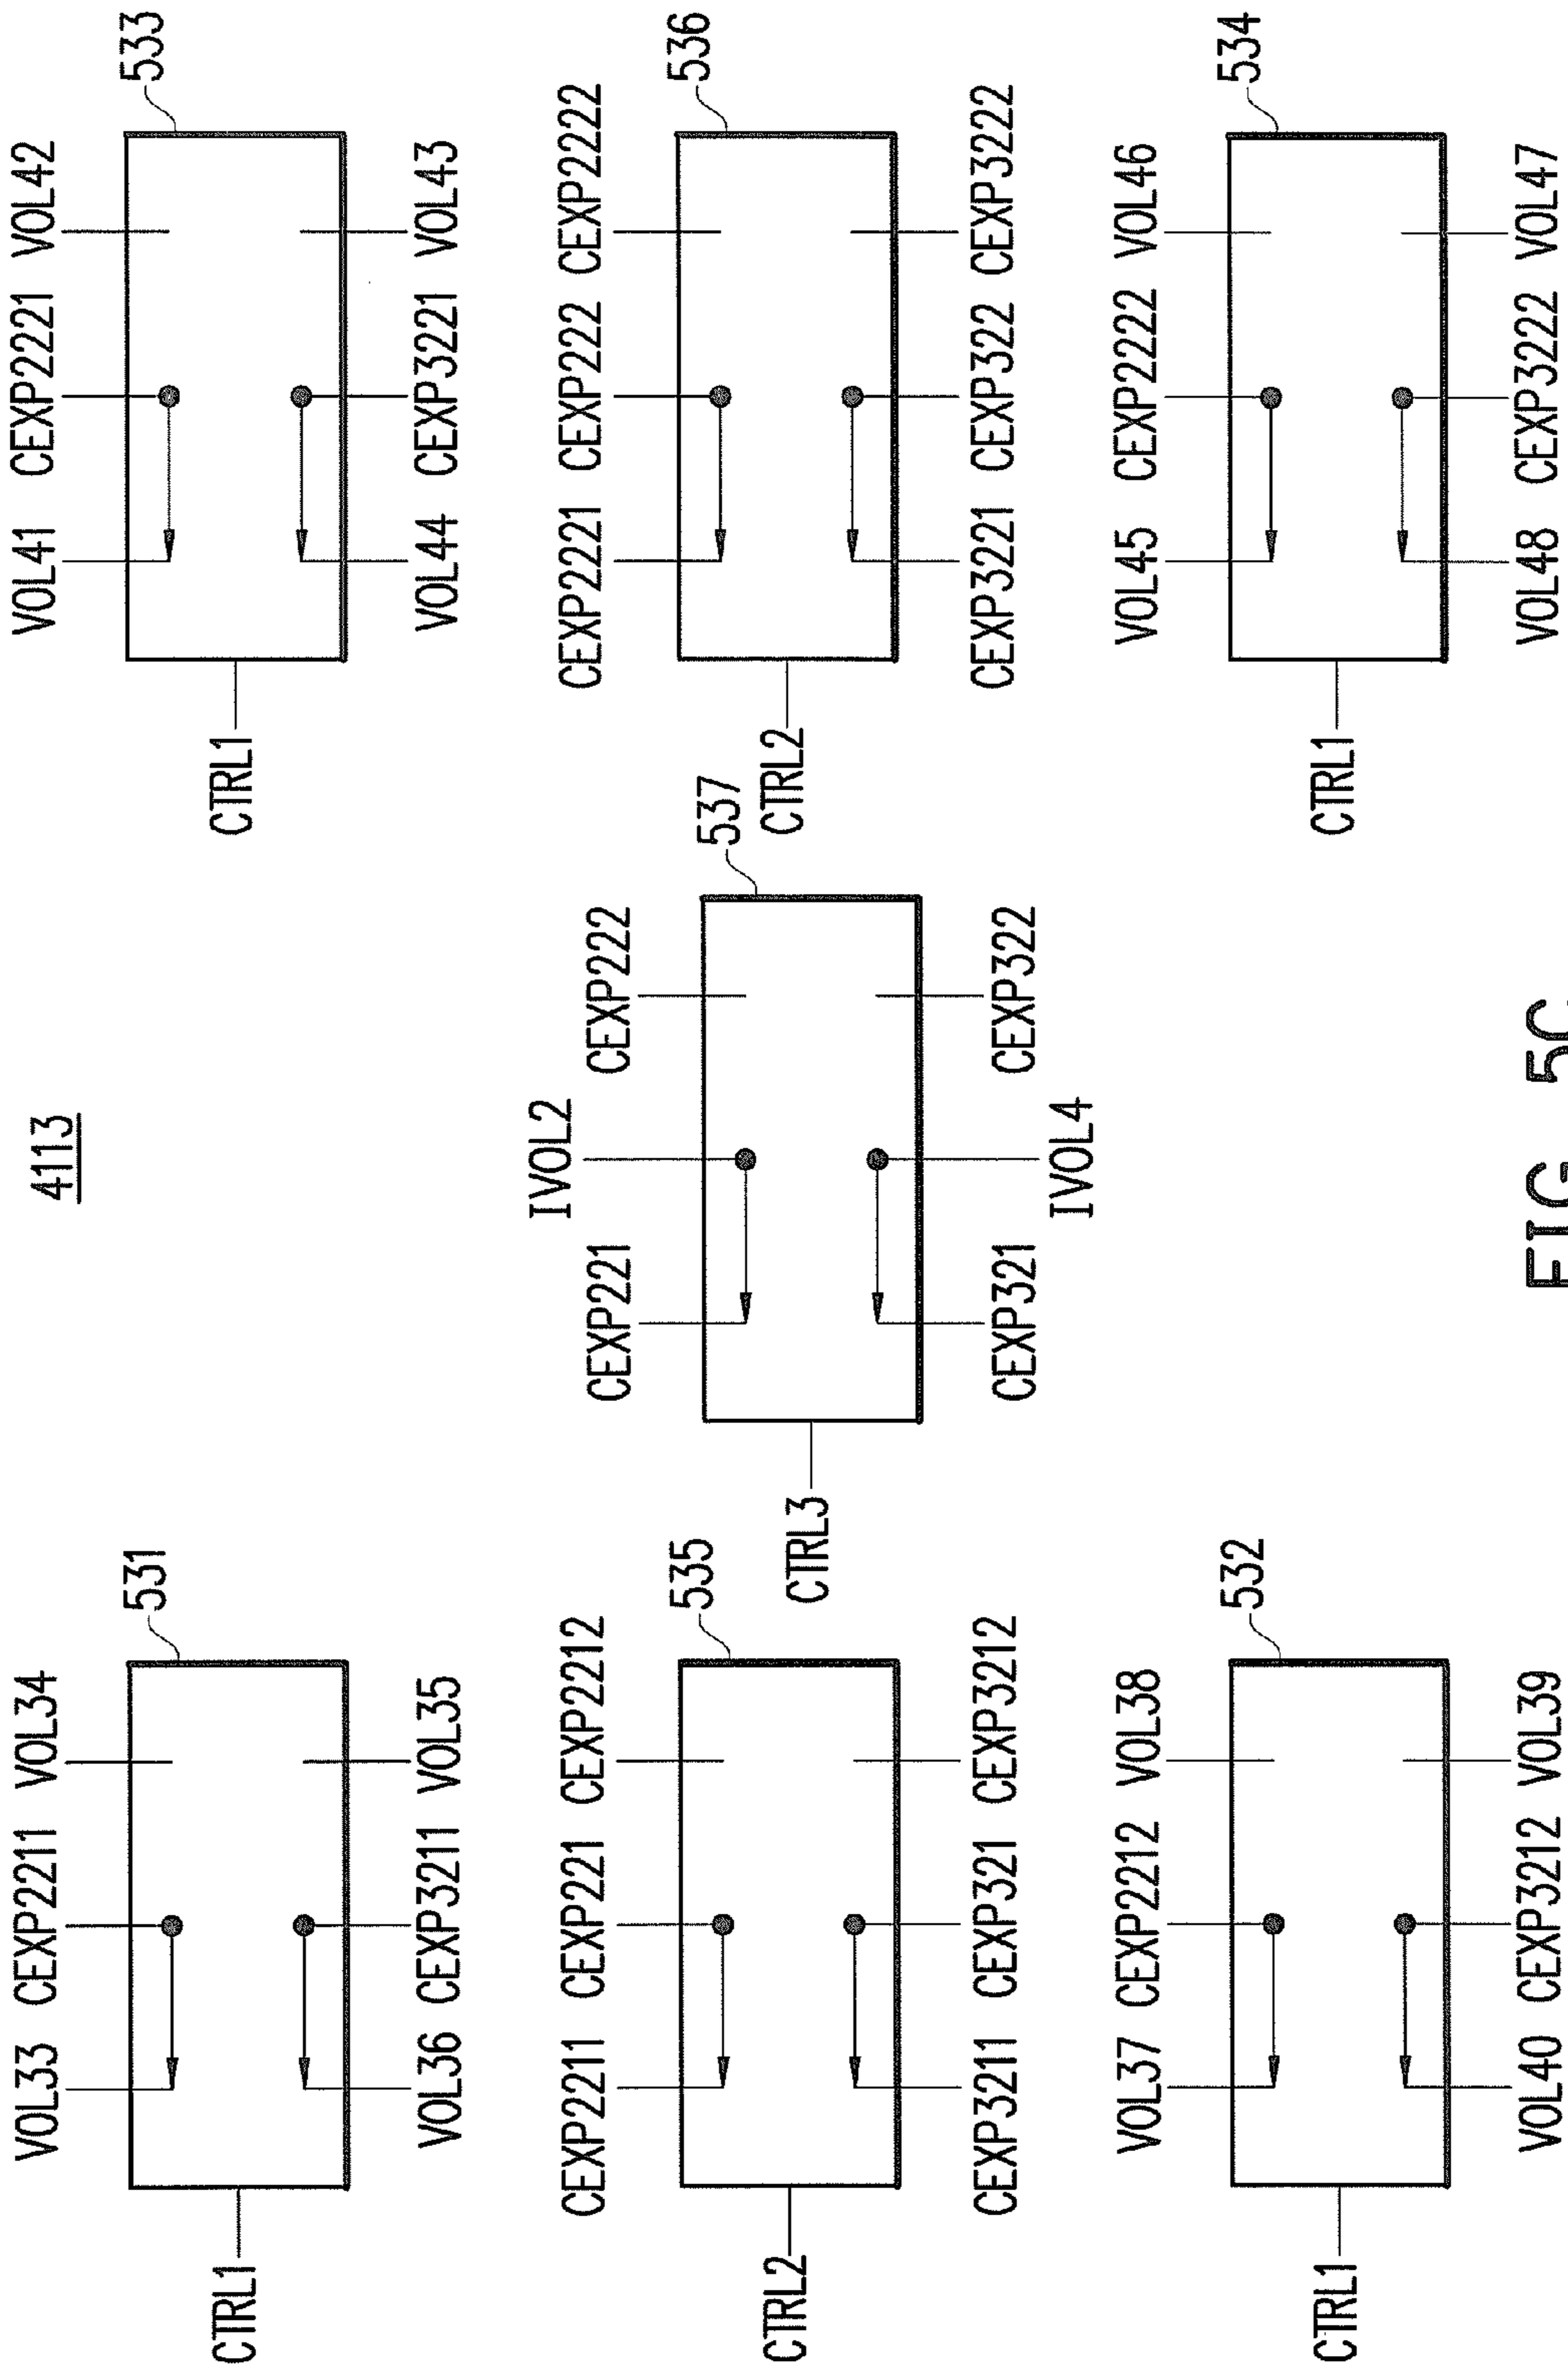 4113
VOL33 CEXP2211 VOL34
531
CTRL1
VOL36 CEXP3211 VOL35
VOL41 CEXP2221 VOL42
533
CTRL1
VOL44 CEXP3221 VOL43
CEXP2211 CEXP221 CEXP2212
535
CTRL2
CEXP3211 CEXP321 CEXP3212
IVOL2
CEXP221 CEXP222
537
CTRL3
CEXP321 CEXP322
IVOL4
CEXP2221 CEXP222 CEXP2222
536
CTRL2
CEXP3221 CEXP322 CEXP3222
VOL37 CEXP2212 VOL38
532
CTRL1
VOL40 CEXP3212 VOL39
VOL45 CEXP2222 VOL46
534
CTRL1
VOL48 CEXP3222 VOL47
FIG. 5C